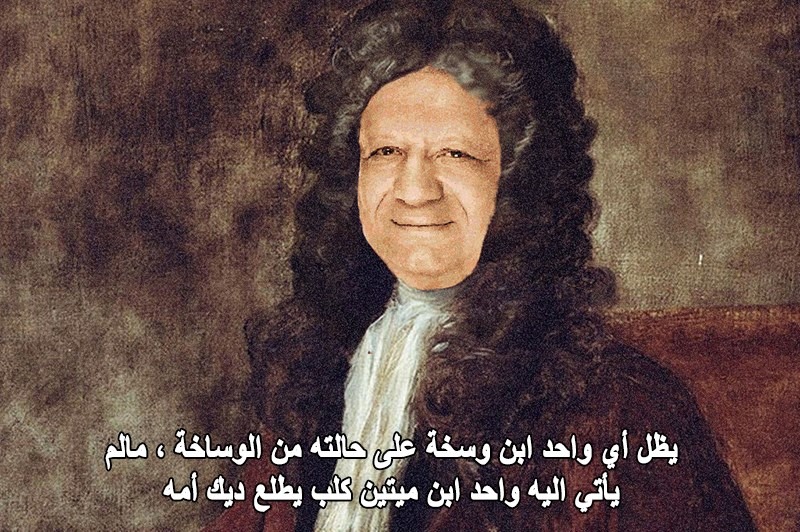 يظل أي واحد ابن وسخة على حالته من الوساخة ، مالم
يأتي اليه واحد ابن ميتين كلب يطلع ديك أمه